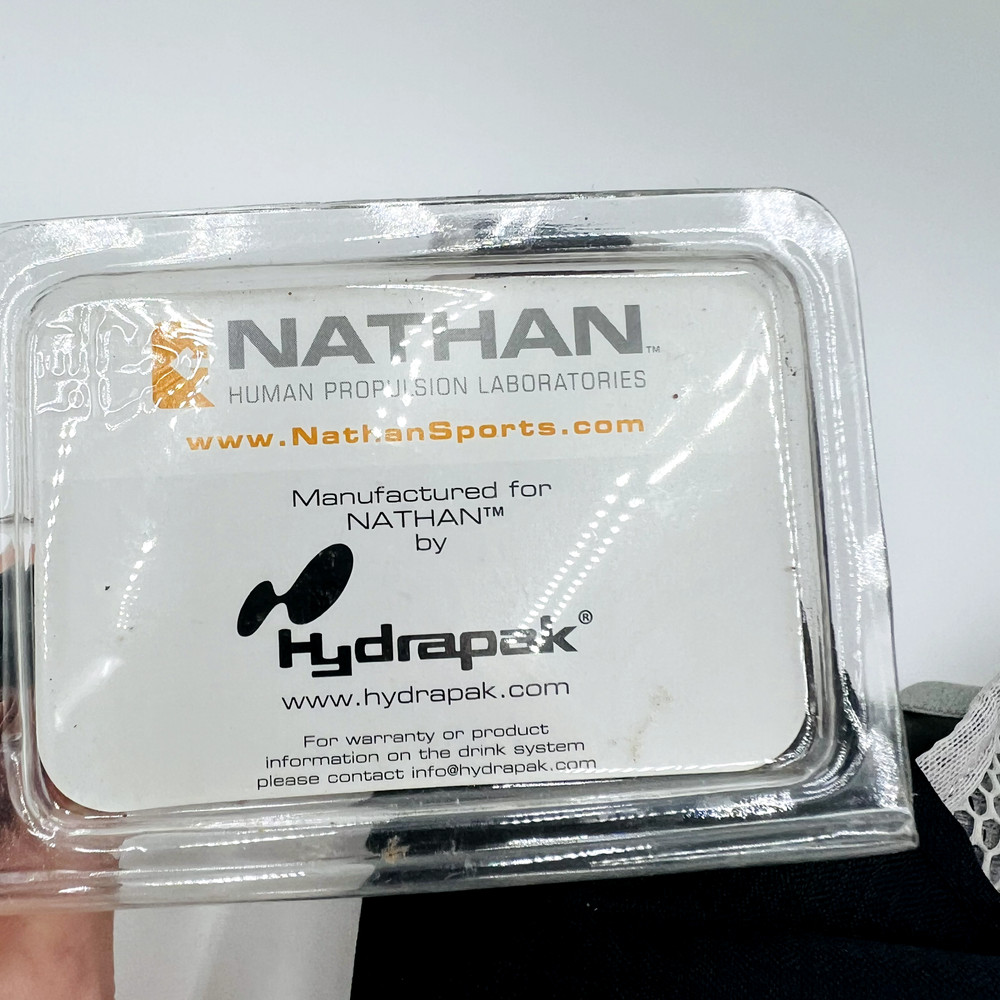 NATHAN™
HUMAN PROPULSION LABORATORIES
www.NathanSports.com
Manufactured for
NATHAN™
by
Hydrapak®
www.hydrapak.com
For warranty or product
information on the drink system
please contact info@hydrapak.com